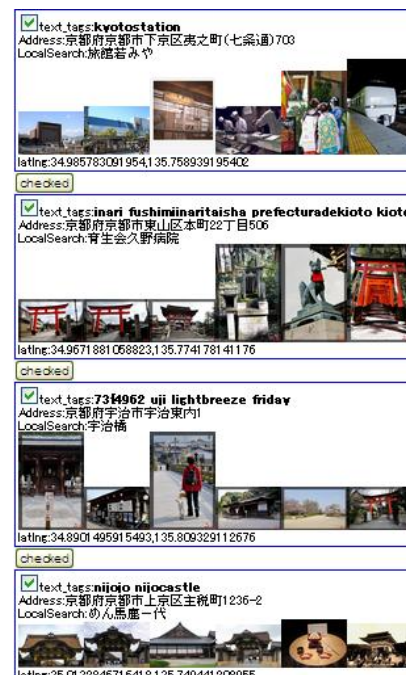 text_tags:kyotostation
Address:京都府京都市下京区夷之町(七条通)703
LocalSearch:旅館若みや
latlng:34.985783091954,135.758939195402
checked
text_tags:inari fushimiinaritaisha prefecturadekioto kioto
Address:京都府京都市東山区本町22丁目506
LocalSearch:育生会久野病院
latlng:34.9671881058823,135.774178141176
checked
text_tags:73f4962 uji lightbreeze friday
Address:京都府宇治市宇治東内1
LocalSearch:宇治橋
latlng:34.8901495915493,135.809329112676
checked
text_tags:nijojo nijocastle
Address:京都府京都市上京区主税町1236-2
LocalSearch:めん馬鹿一代